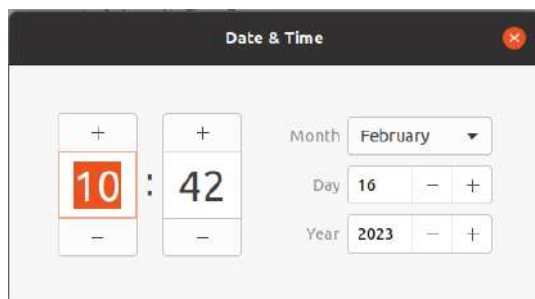 Date & Time
+ +
10 : 42
− −
Month February
Day 16 − +
Year 2023 − +